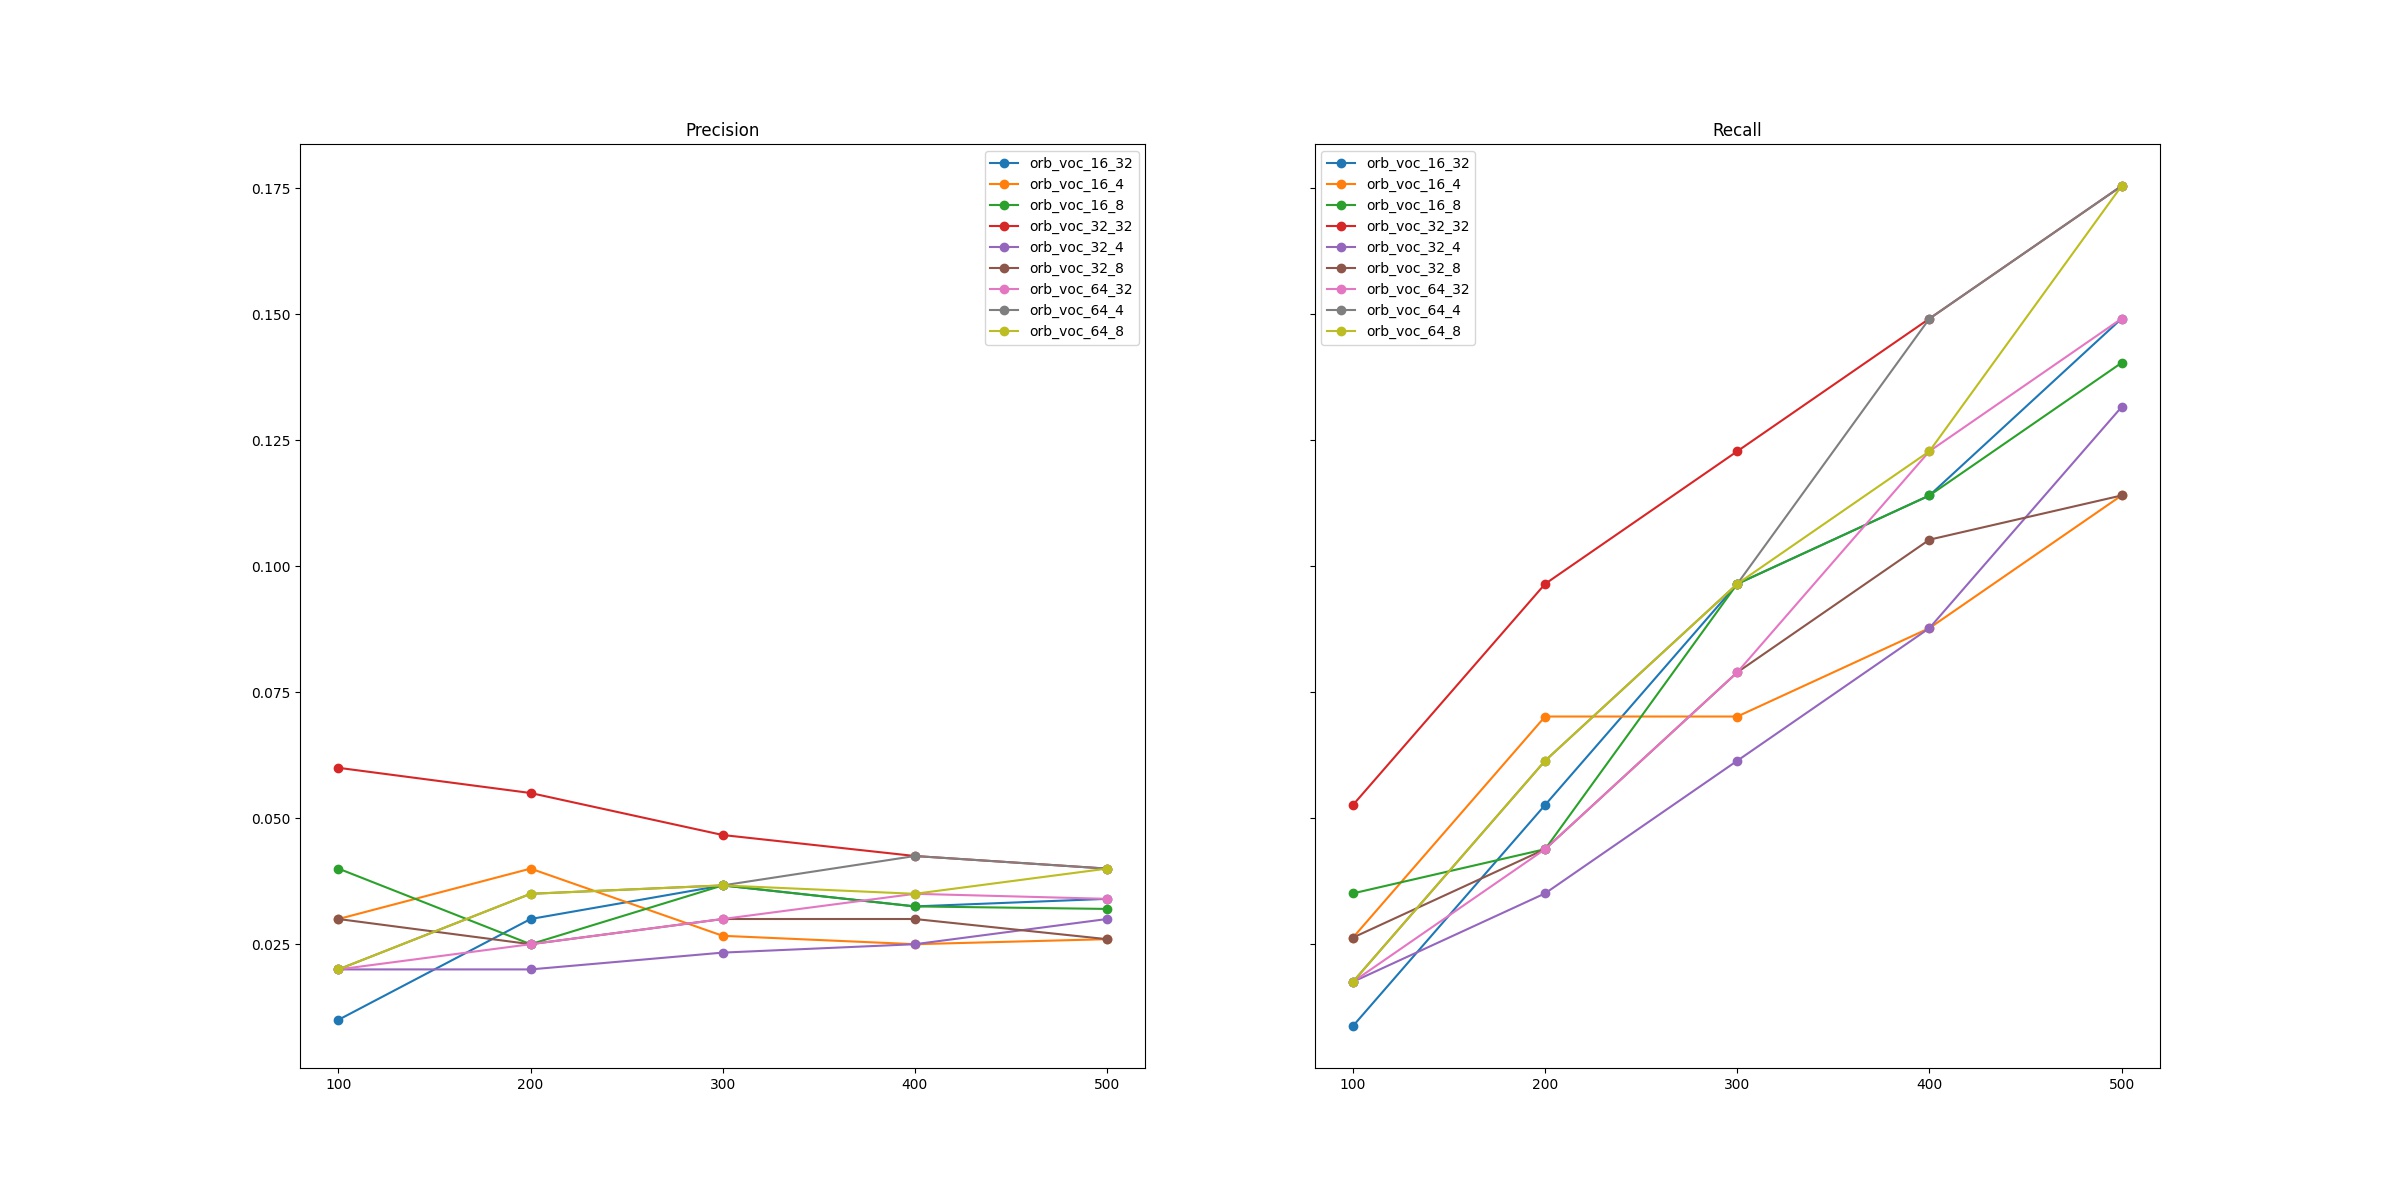 Precision
0.175
0.150
0.125
0.100
0.075
0.050
0.025
100 200 300 400 500
orb_voc_16_32
orb_voc_16_4
orb_voc_16_8
orb_voc_32_32
orb_voc_32_4
orb_voc_32_8
orb_voc_64_32
orb_voc_64_4
orb_voc_64_8
Recall
orb_voc_16_32
orb_voc_16_4
orb_voc_16_8
orb_voc_32_32
orb_voc_32_4
orb_voc_32_8
orb_voc_64_32
orb_voc_64_4
orb_voc_64_8
100 200 300 400 500